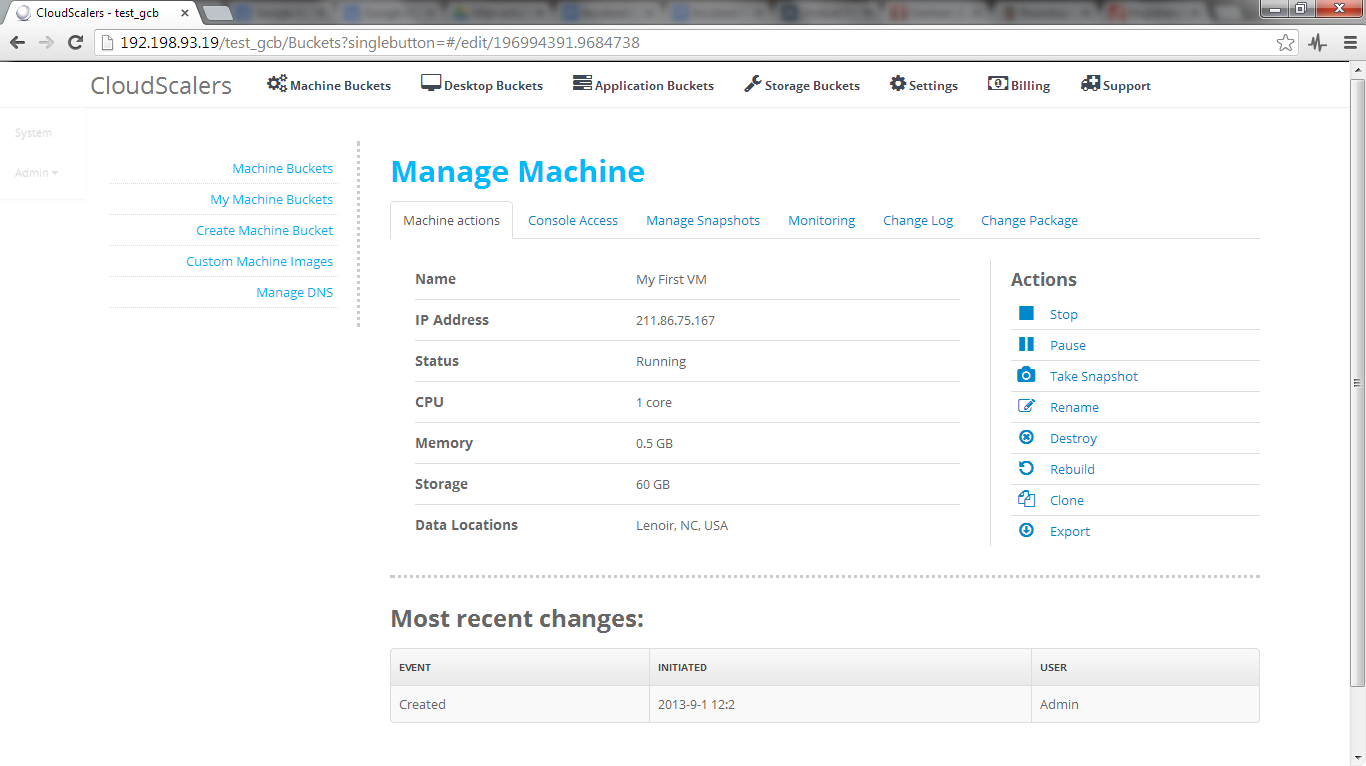 CloudScalers - test_gcb
192.198.93.19/test_gcb/Buckets?singlebutton=#/edit/196994391.9684738
CloudScalers Machine Buckets Desktop Buckets Application Buckets Storage Buckets Settings Billing Support
System
Admin
Machine Buckets
My Machine Buckets
Create Machine Bucket
Custom Machine Images
Manage DNS
Manage Machine
Machine actions Console Access Manage Snapshots Monitoring Change Log Change Package
Name My First VM
IP Address 211.86.75.167
Status Running
CPU 1 core
Memory 0.5 GB
Storage 60 GB
Data Locations Lenoir, NC, USA
Actions
Stop
Pause
Take Snapshot
Rename
Destroy
Rebuild
Clone
Export
Most recent changes:
EVENT INITIATED USER
Created 2013-9-1 12:2 Admin